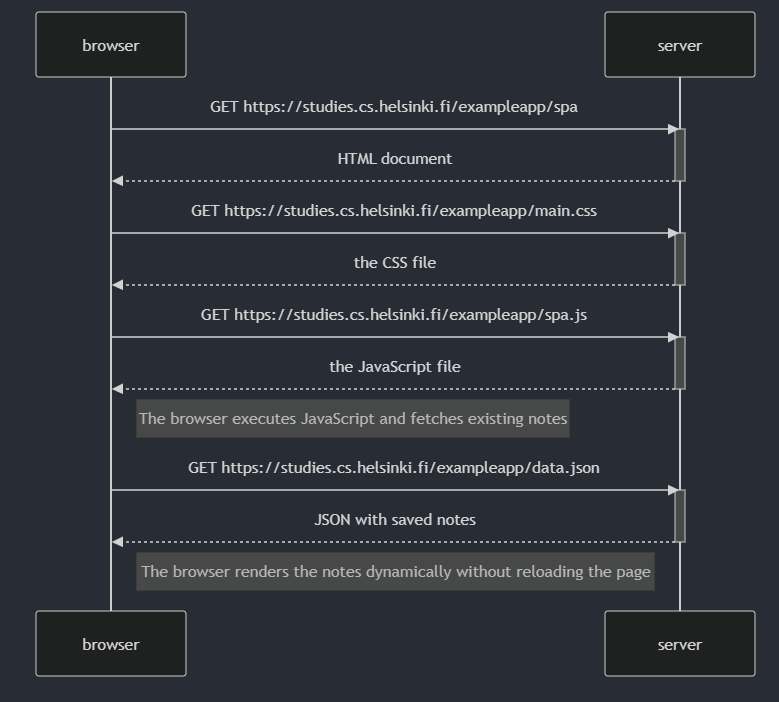 browser
server
GET https://studies.cs.helsinki.fi/exampleapp/spa
HTML document
GET https://studies.cs.helsinki.fi/exampleapp/main.css
the CSS file
GET https://studies.cs.helsinki.fi/exampleapp/spa.js
the JavaScript file
The browser executes JavaScript and fetches existing notes
GET https://studies.cs.helsinki.fi/exampleapp/data.json
JSON with saved notes
The browser renders the notes dynamically without reloading the page
browser
server